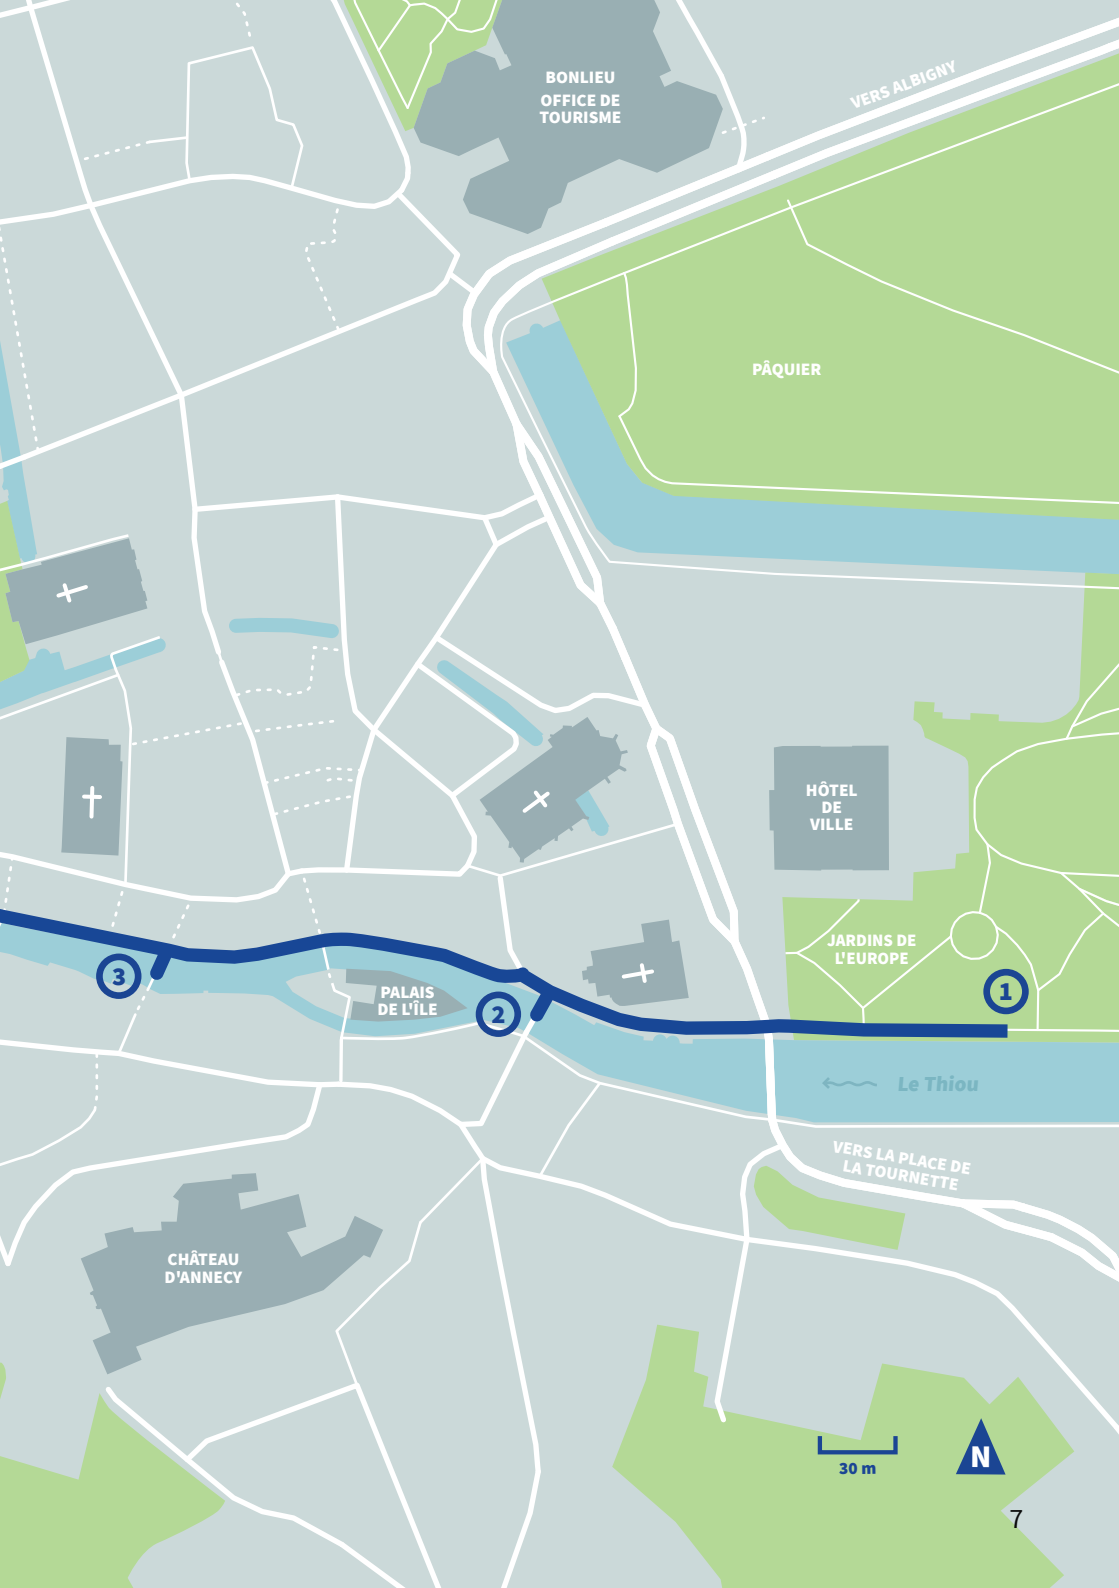 BONLIEU
OFFICE DE
TOURISME
VERS ALBIGNY
PÂQUIER
HÔTEL
DE
VILLE
JARDINS DE
L'EUROPE
1
3
PALAIS
DE L'ÎLE
2
Le Thiou
VERS LA PLACE DE
LA TOURNETTE
CHÂTEAU
D'ANNECY
30 m
N
7